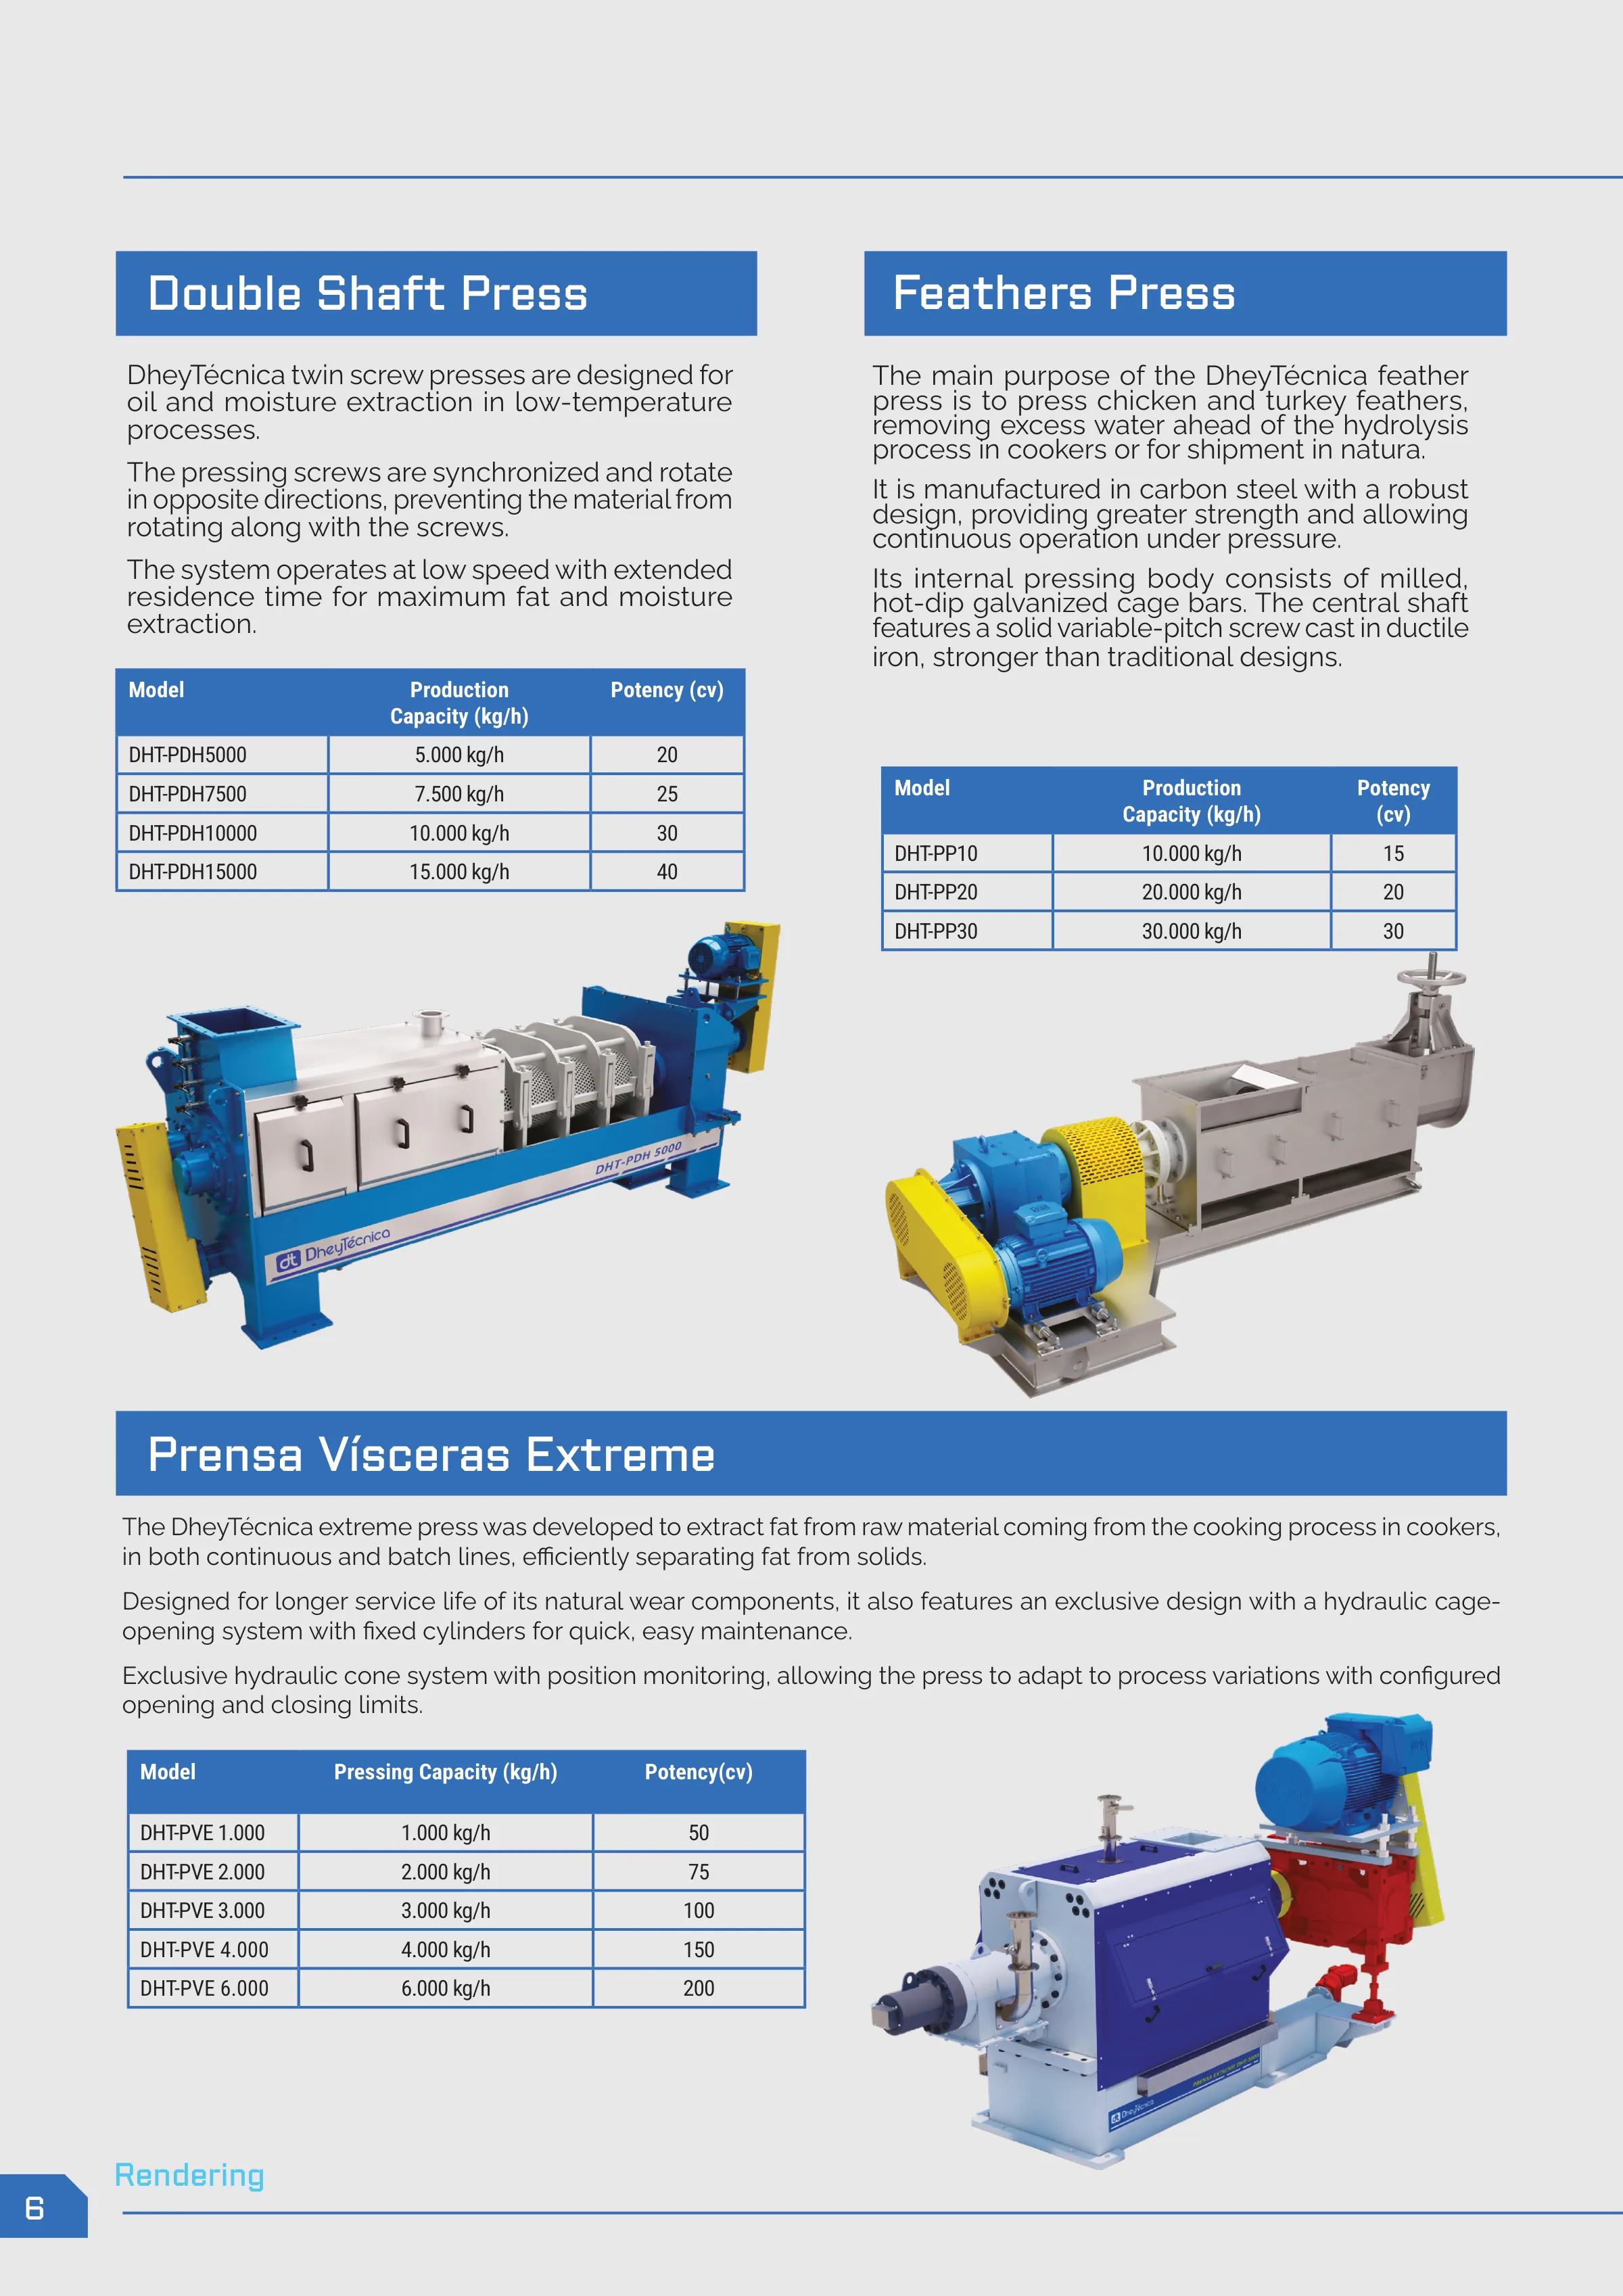 Double Shaft Press
DheyTécnica twin screw presses are designed for
oil and moisture extraction in low-temperature
processes.
The pressing screws are synchronized and rotate
in opposite directions, preventing the material from
rotating along with the screws.
The system operates at low speed with extended
residence time for maximum fat and moisture
extraction.
Model Production Capacity (kg/h) Potency (cv)
DHT-PDH5000 5.000 kg/h 20
DHT-PDH7500 7.500 kg/h 25
DHT-PDH10000 10.000 kg/h 30
DHT-PDH15000 15.000 kg/h 40
DHT-PDH 5000
dt DheyTécnica
Feathers Press
The main purpose of the DheyTécnica feather
press is to press chicken and turkey feathers,
removing excess water ahead of the hydrolysis
process in cookers or for shipment in natura.
It is manufactured in carbon steel with a robust
design, providing greater strength and allowing
continuous operation under pressure.
Its internal pressing body consists of milled,
hot-dip galvanized cage bars. The central shaft
features a solid variable-pitch screw cast in ductile
iron, stronger than traditional designs.
Model Production Capacity (kg/h) Potency (cv)
DHT-PP10 10.000 kg/h 15
DHT-PP20 20.000 kg/h 20
DHT-PP30 30.000 kg/h 30
Prensa Vísceras Extreme
The DheyTécnica extreme press was developed to extract fat from raw material coming from the cooking process in cookers,
in both continuous and batch lines, efficiently separating fat from solids.
Designed for longer service life of its natural wear components, it also features an exclusive design with a hydraulic cage-
opening system with fixed cylinders for quick, easy maintenance.
Exclusive hydraulic cone system with position monitoring, allowing the press to adapt to process variations with configured
opening and closing limits.
Model Pressing Capacity (kg/h) Potency(cv)
DHT-PVE 1.000 1.000 kg/h 50
DHT-PVE 2.000 2.000 kg/h 75
DHT-PVE 3.000 3.000 kg/h 100
DHT-PVE 4.000 4.000 kg/h 150
DHT-PVE 6.000 6.000 kg/h 200
dt DheyTécnica
PRENSA EXTREME
Rendering
6